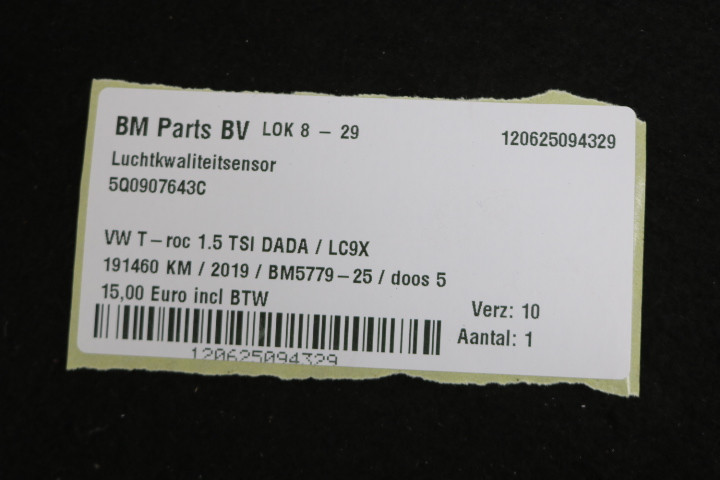 BM Parts BV LOK 8 - 29 120625094329
Luchtkwaliteitsensor
5Q0907643C
VW T-roc 1.5 TSI DADA / LC9X
191460 KM / 2019 / BM5779-25 / doos 5
15,00 Euro incl BTW
Verz: 10
Aantal: 1
120625094329